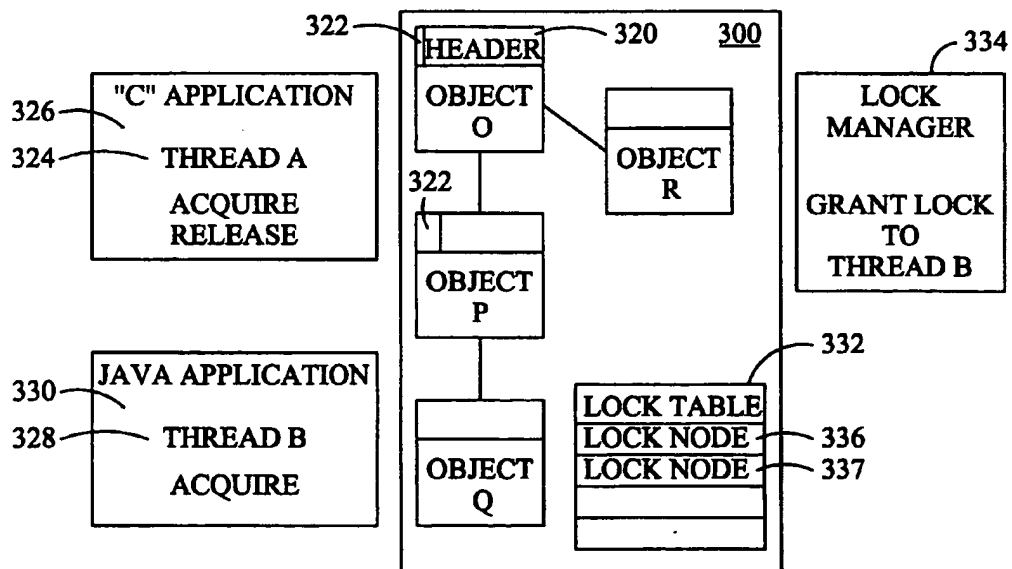 322
HEADER
320
300
334
"C" APPLICATION
326
324
THREAD A
ACQUIRE
RELEASE
OBJECT
O
OBJECT
R
LOCK
MANAGER
GRANT LOCK
TO
THREAD B
322
OBJECT
P
JAVA APPLICATION
330
328
THREAD B
ACQUIRE
OBJECT
Q
332
LOCK TABLE
LOCK NODE
336
LOCK NODE
337